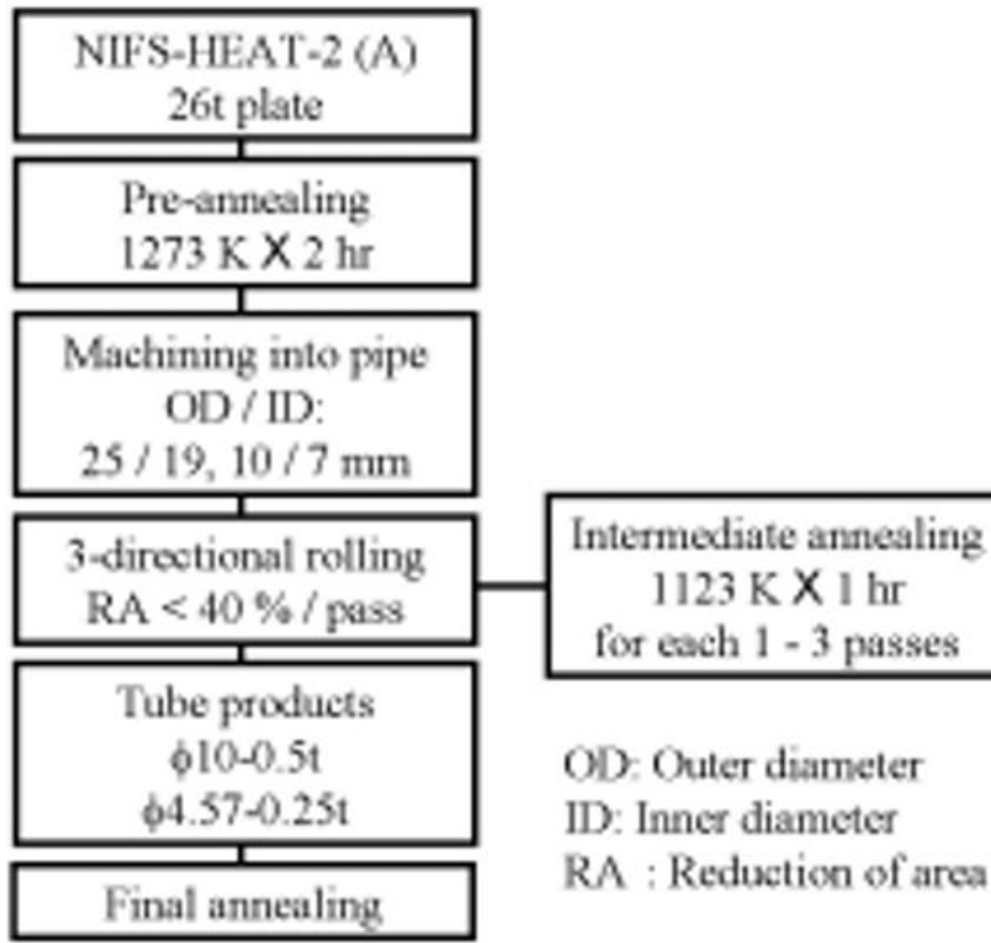 NIFS-HEAT-2 (A)
26t plate
Pre-annealing
1273 K X 2 hr
Machining into pipe
OD / ID:
25 / 19, 10 / 7 mm
3-directional rolling
RA < 40 % / pass
Intermediate annealing
1123 K X 1 hr
for each 1 - 3 passes
Tube products
ϕ10-0.5t
ϕ4.57-0.25t
Final annealing
OD: Outer diameter
ID: Inner diameter
RA : Reduction of area